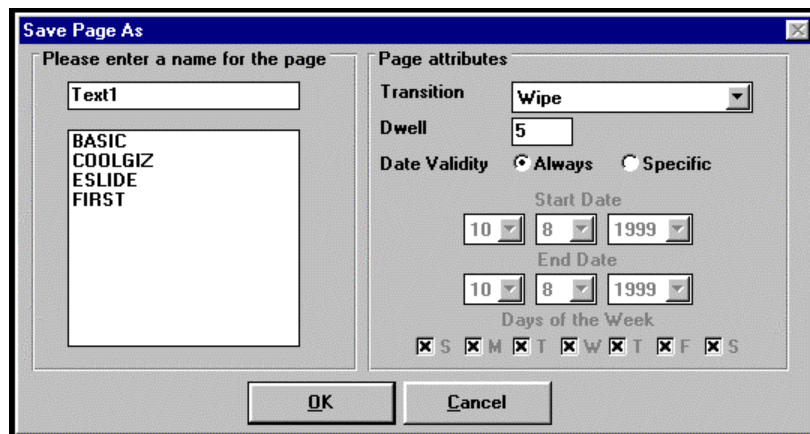 Save Page As
Please enter a name for the page
Text1
BASIC
COOLGIZ
ESLIDE
FIRST
Page attributes
Transition Wipe
Dwell 5
Date Validity Always Specific
Start Date
10 8 1999
End Date
10 8 1999
Days of the Week
S M T W T F S
OK Cancel